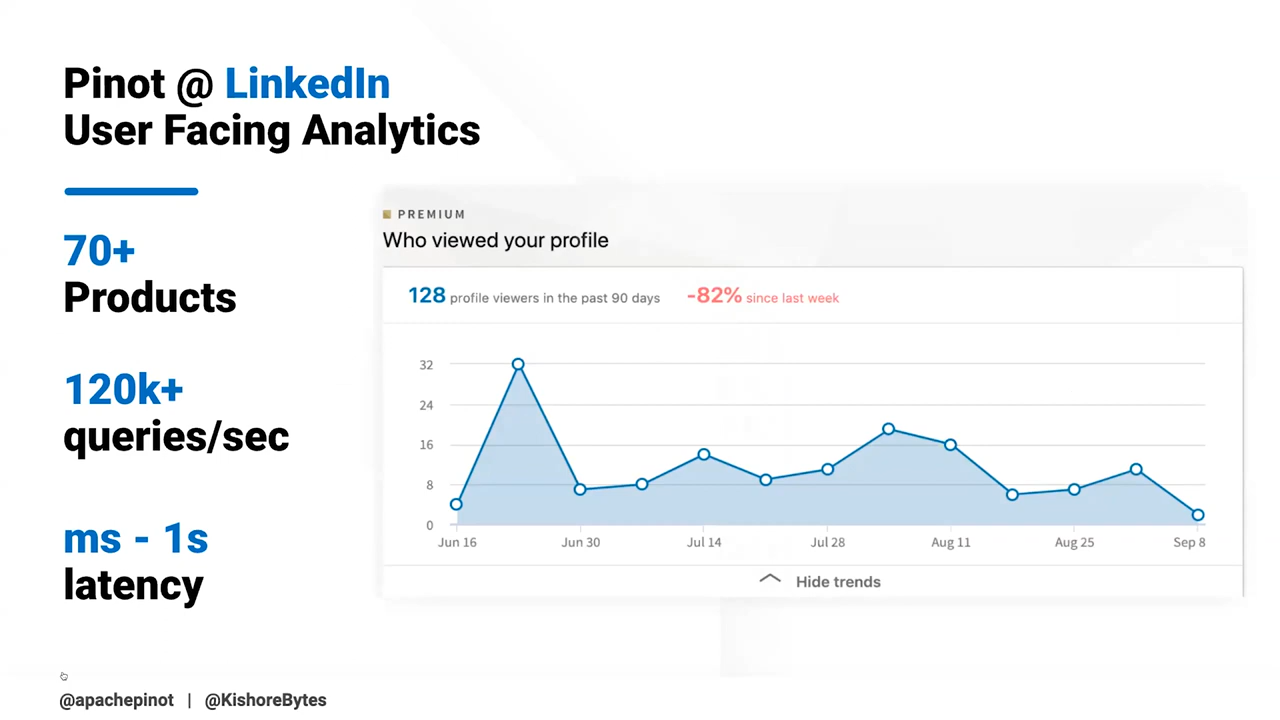 Pinot @ LinkedIn
User Facing Analytics
70+
Products
120k+
queries/sec
ms - 1s
latency
PREMIUM
Who viewed your profile
128 profile viewers in the past 90 days -82% since last week
32
24
16
8
0
Jun 16 Jun 30 Jul 14 Jul 28 Aug 11 Aug 25 Sep 8
Hide trends
@apachepinot | @KishoreBytes